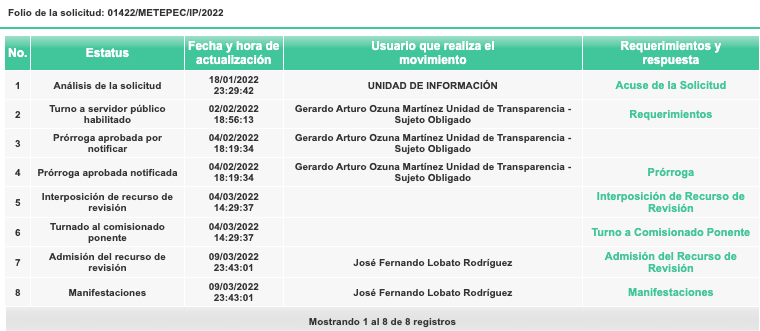 Folio de la solicitud: 01422/METEPEC/IP/2022
No. Estatus Fecha y hora de actualización Usuario que realiza el movimiento Requerimientos y respuesta
1 Análisis de la solicitud 18/01/2022 23:29:42 UNIDAD DE INFORMACIÓN Acuse de la Solicitud
2 Turno a servidor público habilitado 02/02/2022 18:56:13 Gerardo Arturo Ozuna Martínez Unidad de Transparencia - Sujeto Obligado Requerimientos
3 Prórroga aprobada por notificar 04/02/2022 18:19:34 Gerardo Arturo Ozuna Martínez Unidad de Transparencia - Sujeto Obligado
4 Prórroga aprobada notificada 04/02/2022 18:19:34 Gerardo Arturo Ozuna Martínez Unidad de Transparencia - Sujeto Obligado Prórroga
5 Interposición de recurso de revisión 04/03/2022 14:29:37 Interposición de Recurso de Revisión
6 Turnado al comisionado ponente 04/03/2022 14:29:37 Turno a Comisionado Ponente
7 Admisión del recurso de revisión 09/03/2022 23:43:01 José Fernando Lobato Rodríguez Admisión del Recurso de Revisión
8 Manifestaciones 09/03/2022 23:43:01 José Fernando Lobato Rodríguez Manifestaciones
Mostrando 1 al 8 de 8 registros